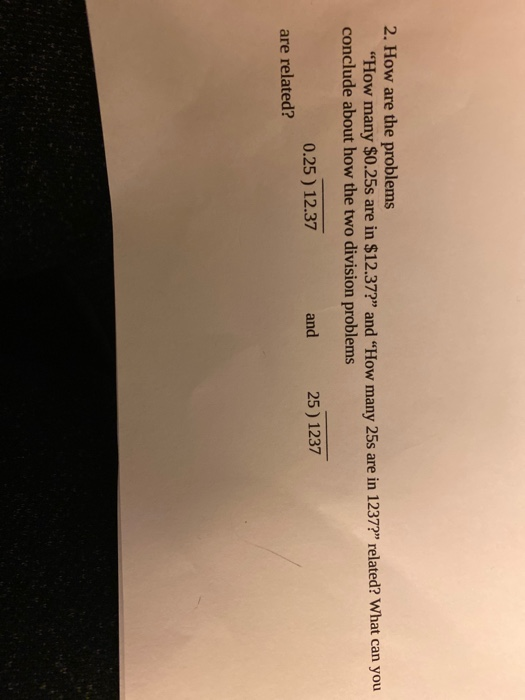 2. How are the problems
"How many $0.25s are in $12.37?" and "How many 25s are in 1237?" related? What can you
conclude about how the two division problems
0.25 ) 12.37 and 25 ) 1237
are related?